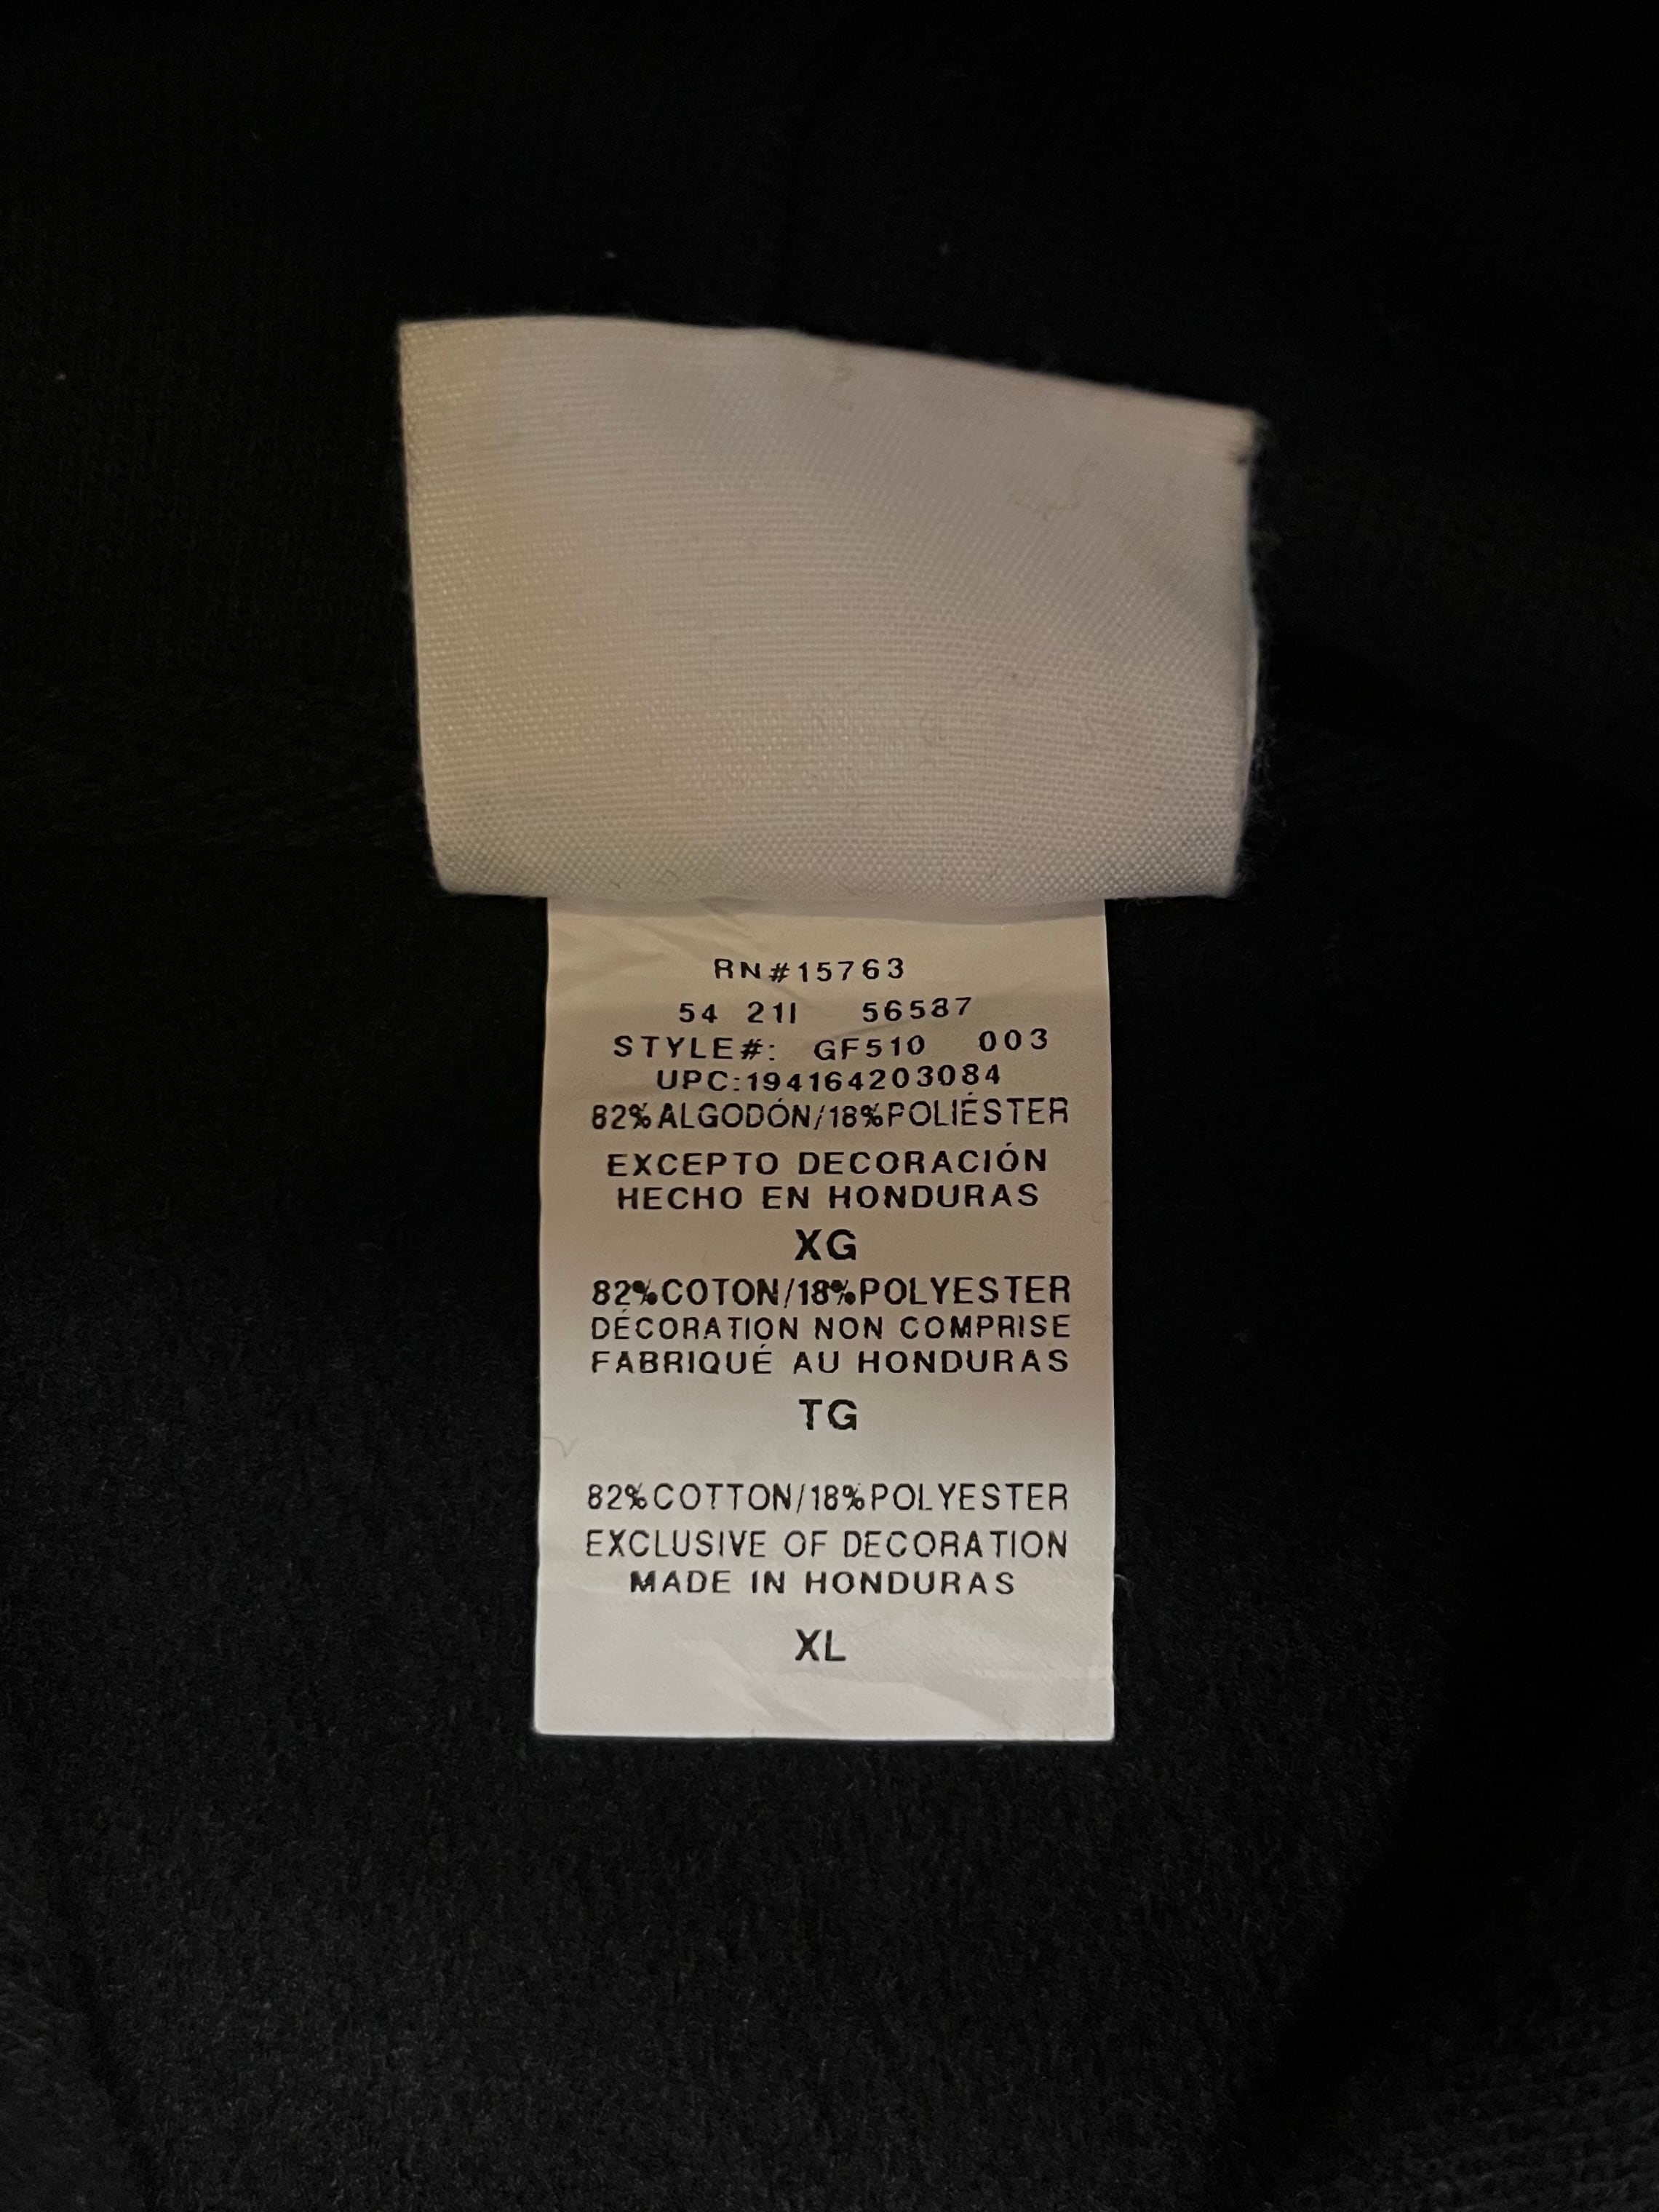 RN#15763
54 21I 56587
STYLE#: GF510 003
UPC:194164203084
82%ALGODÓN/18%POLIÉSTER
EXCEPTO DECORACIÓN
HECHO EN HONDURAS
XG
82%COTON/18%POLYESTER
DÉCORATION NON COMPRISE
FABRIQUÉ AU HONDURAS
TG
82%COTTON/18%POLYESTER
EXCLUSIVE OF DECORATION
MADE IN HONDURAS
XL